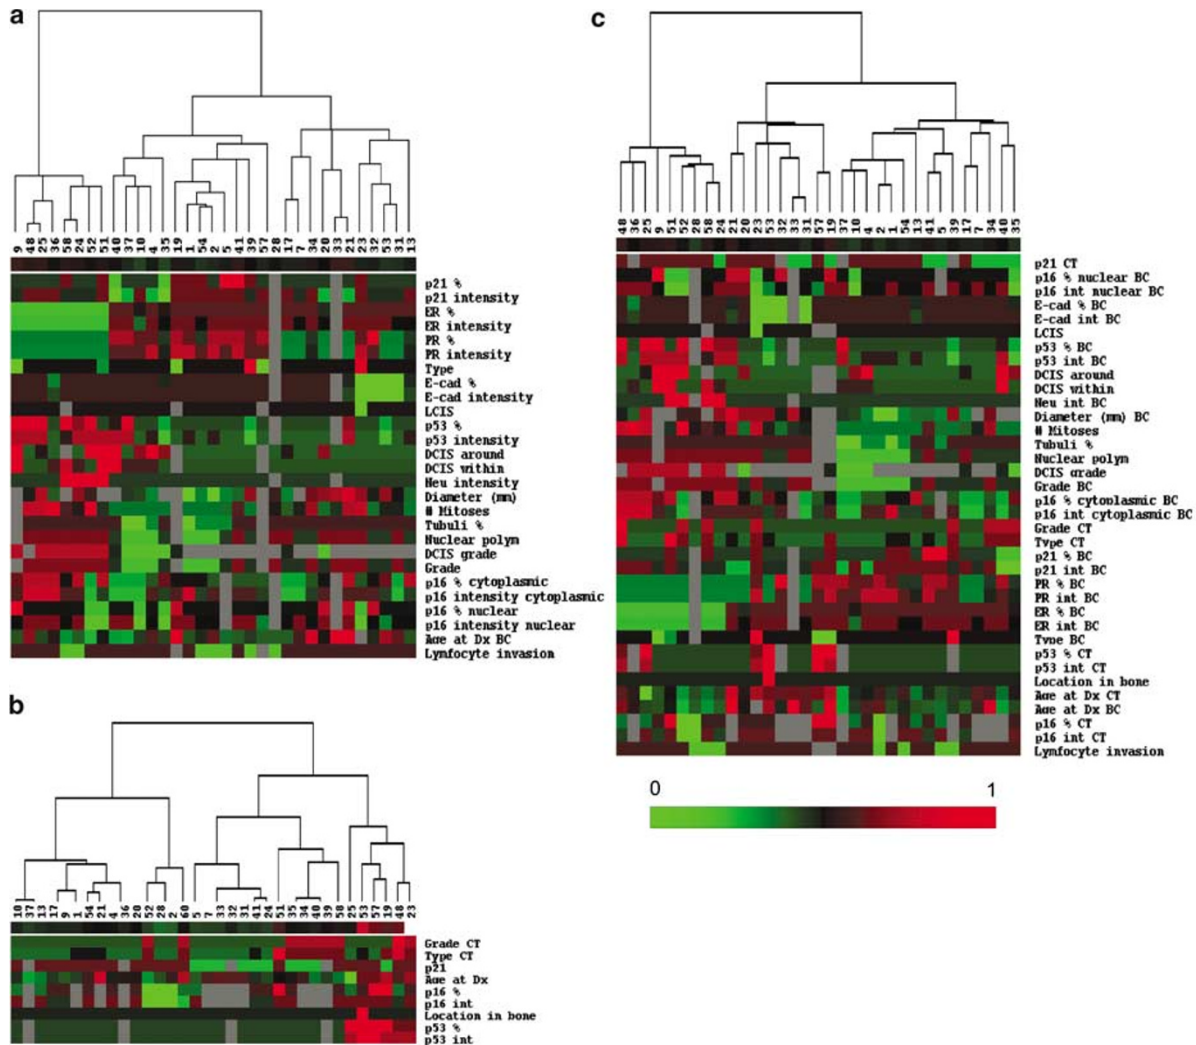 a
9 48 25 36 58 24 52 51 40 37 10 4 35 19 1 54 2 5 41 39 57 28 17 7 34 20 33 21 23 32 53 31 13
p21 %
p21 intensity
ER %
ER intensity
PR %
PR intensity
Type
E-cad %
E-cad intensity
LCIS
p53 %
p53 intensity
DCIS around
DCIS within
Neu intensity
Diameter (mm)
# Mitoses
Tubuli %
Nuclear polym
DCIS grade
Grade
p16 % cytoplasmic
p16 intensity cytoplasmic
p16 % nuclear
p16 intensity nuclear
Age at Dx BC
Lymfocyte invasion
b
10 37 13 17 9 1 54 21 4 36 20 52 28 2 60 5 7 33 32 31 41 24 51 35 34 40 39 58 25 53 57 19 48 23
Grade CT
Type CT
p21
Age at Dx
p16 %
p16 int
Location in bone
p53 %
p53 int
c
48 36 25 9 51 52 28 58 24 21 20 23 53 32 33 31 57 19 37 10 4 2 1 54 13 41 5 39 17 7 34 40 35
p21 CT
p16 % nuclear BC
p16 int nuclear BC
E-cad % BC
E-cad int BC
LCIS
p53 % BC
p53 int BC
DCIS around
DCIS within
Neu int BC
Diameter (mm) BC
# Mitoses
Tubuli %
Nuclear polym
DCIS grade
Grade BC
p16 % cytoplasmic BC
p16 int cytoplasmic BC
Grade CT
Type CT
p21 % BC
p21 int BC
PR % BC
PR int BC
ER % BC
ER int BC
Type BC
p53 % CT
p53 int CT
Location in bone
Age at Dx CT
Age at Dx BC
p16 % CT
p16 int CT
Lymfocyte invasion
0 1